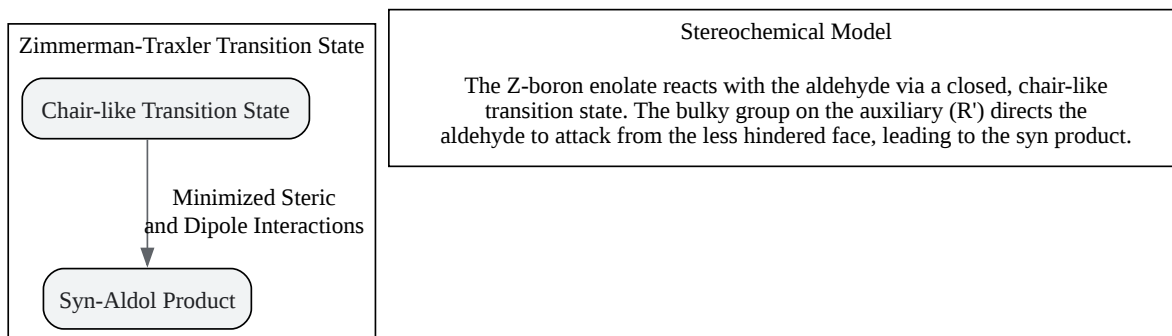 Zimmerman-Traxler Transition State
Chair-like Transition State
Minimized Steric
and Dipole Interactions
Syn-Aldol Product
Stereochemical Model
The Z-boron enolate reacts with the aldehyde via a closed, chair-like
transition state. The bulky group on the auxiliary (R') directs the
aldehyde to attack from the less hindered face, leading to the syn product.